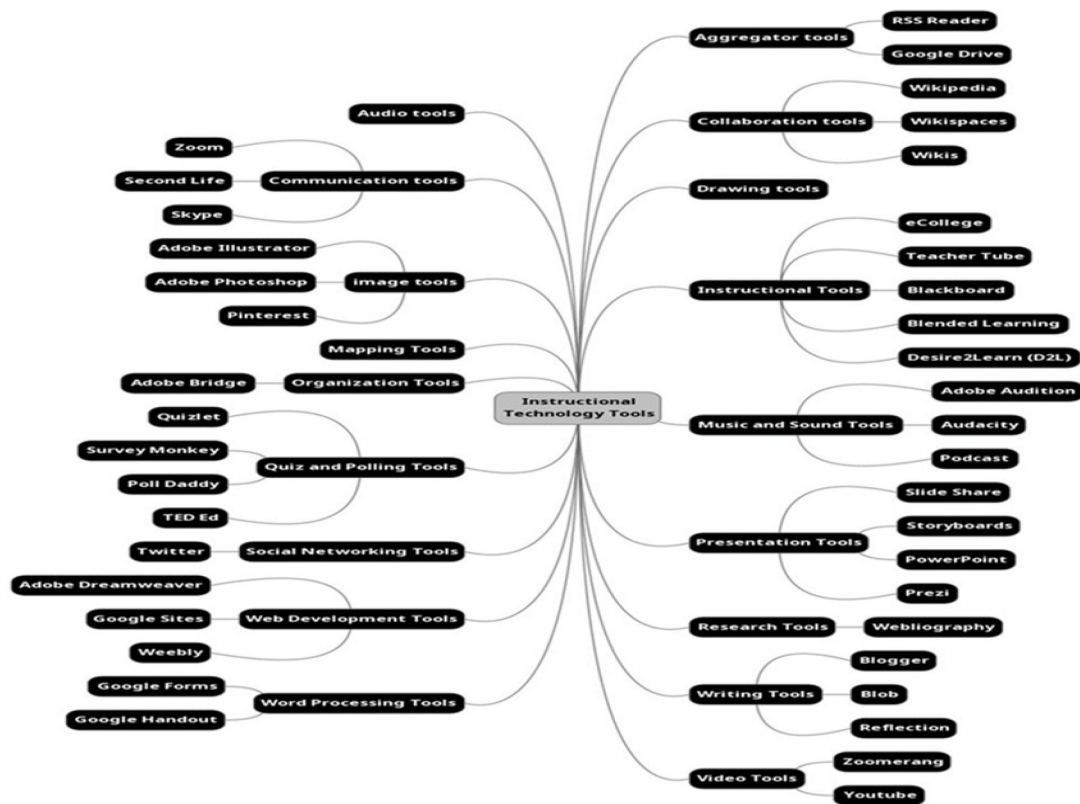 Instructional
Technology Tools
Aggregator tools
RSS Reader
Google Drive
Collaboration tools
Wikipedia
Wikispaces
Wikis
Drawing tools
Instructional Tools
eCollege
Teacher Tube
Blackboard
Blended Learning
Desire2Learn (D2L)
Music and Sound Tools
Adobe Audition
Audacity
Podcast
Presentation Tools
Slide Share
Storyboards
PowerPoint
Prezi
Research Tools
Webliography
Writing Tools
Blogger
Blob
Reflection
Video Tools
Zoomerang
Youtube
Audio tools
Communication tools
Zoom
Second Life
Skype
image tools
Adobe Illustrator
Adobe Photoshop
Pinterest
Mapping Tools
Organization Tools
Adobe Bridge
Quiz and Polling Tools
Quizlet
Survey Monkey
Poll Daddy
TED Ed
Social Networking Tools
Twitter
Web Development Tools
Adobe Dreamweaver
Google Sites
Weebly
Word Processing Tools
Google Forms
Google Handout